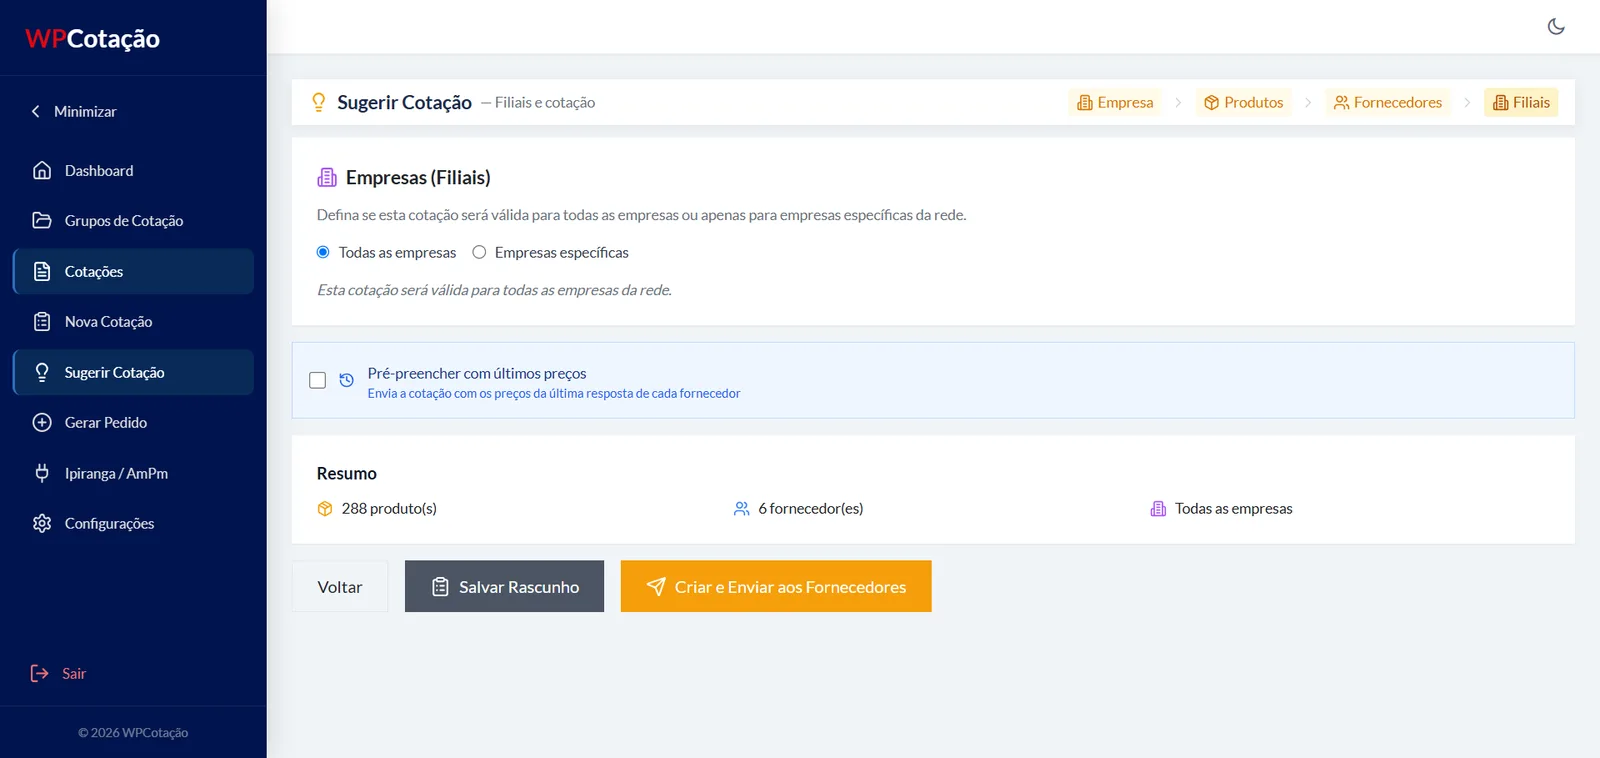 WPCotação
Minimizar
Dashboard
Grupos de Cotação
Cotações
Nova Cotação
Sugerir Cotação
Gerar Pedido
Ipiranga / AmPm
Configurações
Sair
© 2026 WPCotação
Sugerir Cotação — Filiais e cotação
Empresa
Produtos
Fornecedores
Filiais
Empresas (Filiais)
Defina se esta cotação será válida para todas as empresas ou apenas para empresas específicas da rede.
Todas as empresas
Empresas específicas
Esta cotação será válida para todas as empresas da rede.
Pré-preencher com últimos preços
Envia a cotação com os preços da última resposta de cada fornecedor
Resumo
288 produto(s)
6 fornecedor(es)
Todas as empresas
Voltar
Salvar Rascunho
Criar e Enviar aos Fornecedores